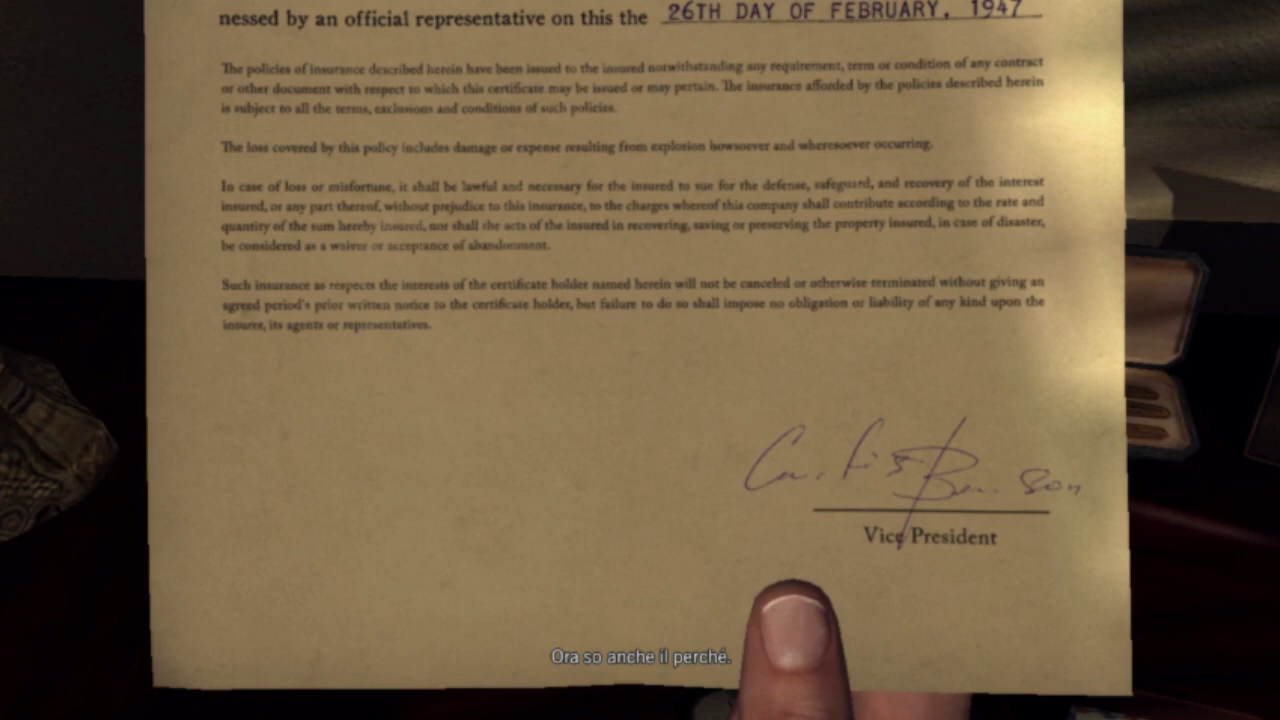 nessed by an official representative on this the 26TH DAY OF FEBRUARY, 1947
The policies of insurance described herein have been issued to the insured notwithstanding any requirement, term or condition of any contract
or other document with respect to which this certificate may be issued or may pertain. The insurance afforded by the policies described herein
is subject to all the terms, exclusions and conditions of such policies.
The loss covered by this policy includes damage or expense resulting from explosion howsoever and wheresoever occurring.
In case of loss or misfortune, it shall be lawful and necessary for the insured to sue for the defense, safeguard, and recovery of the interest
insured, or any part thereof, without prejudice to this insurance, to the charges whereof this company shall contribute according to the rate and
quantity of the sum hereby insured, nor shall the acts of the insured in recovering, saving or preserving the property insured, in case of disaster,
be considered as a waiver or acceptance of abandonment.
Such insurance as respects the interests of the certificate holder named herein will not be canceled or otherwise terminated without giving an
agreed period's prior written notice to the certificate holder, but failure to do so shall impose no obligation or liability of any kind upon the
insurer, its agents or representatives.
Curtis Benson
Vice President
Ora so anche il perché.